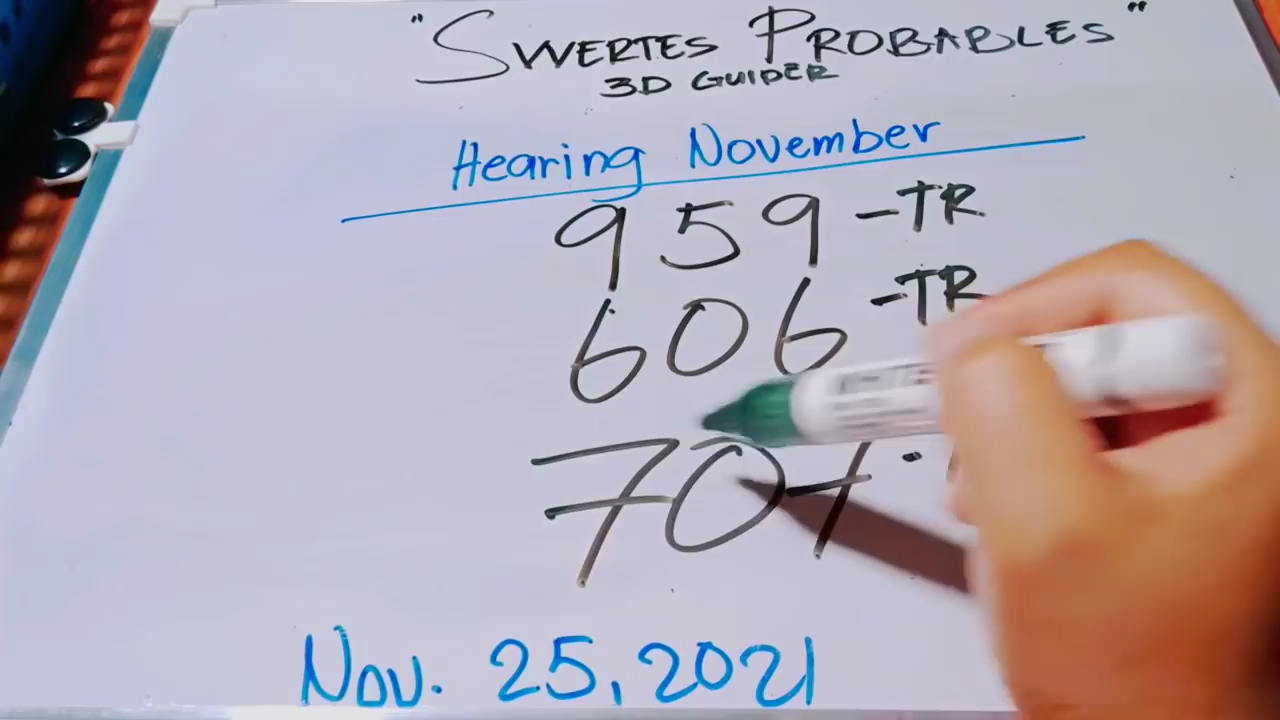 "SWERTES PROBABLES"
3D GUIDER
Hearing November
959 -TR
606 -TR
707
Nov. 25, 2021